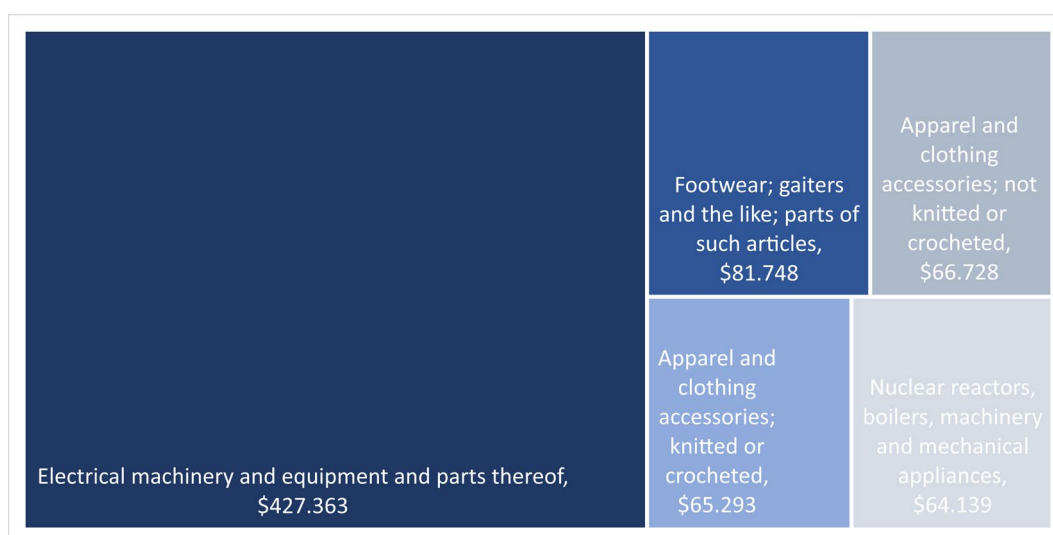 Electrical machinery and equipment and parts thereof,
$427.363
Footwear; gaiters
and the like; parts of
such articles,
$81.748
Apparel and
clothing
accessories; not
knitted or
crocheted,
$66.728
Apparel and
clothing
accessories;
knitted or
crocheted,
$65.293
Nuclear reactors,
boilers, machinery
and mechanical
appliances,
$64.139